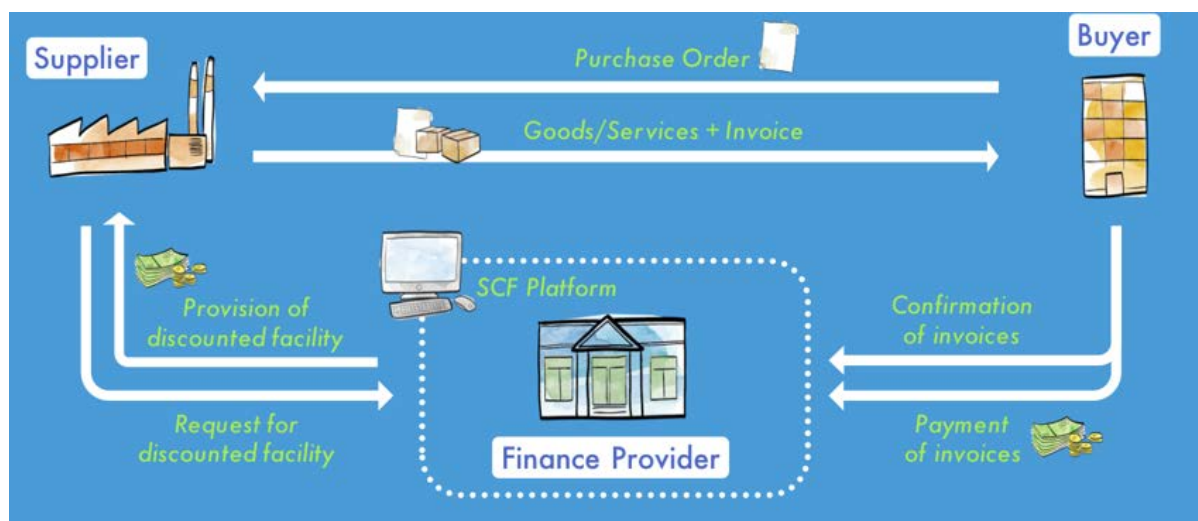 Supplier
Buyer
Purchase Order
Goods/Services + Invoice
SCF Platform
Provision of
discounted facility
Confirmation
of invoices
Request for
discounted facility
Payment
of invoices
Finance Provider